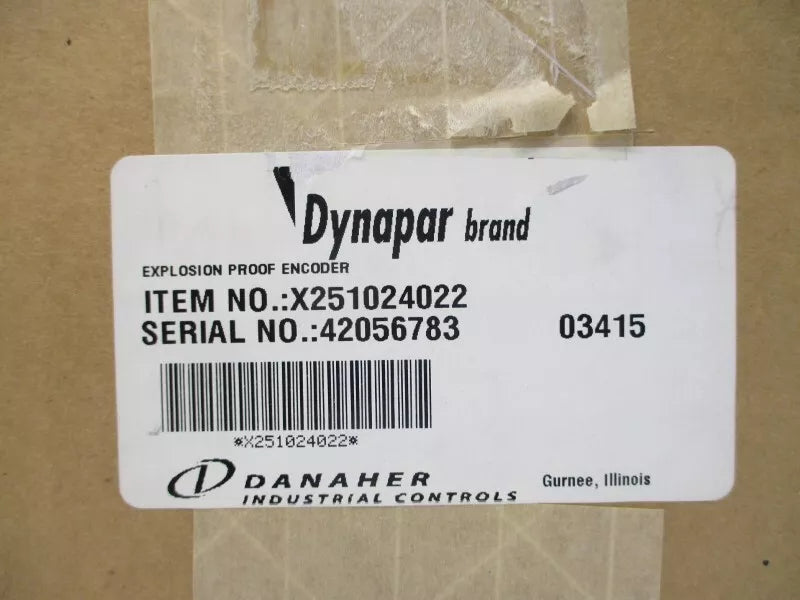 Dynapar brand
EXPLOSION PROOF ENCODER
ITEM NO.:X251024022
SERIAL NO.:42056783 03415
*X251024022*
DANAHER
INDUSTRIAL CONTROLS
Gurnee, Illinois